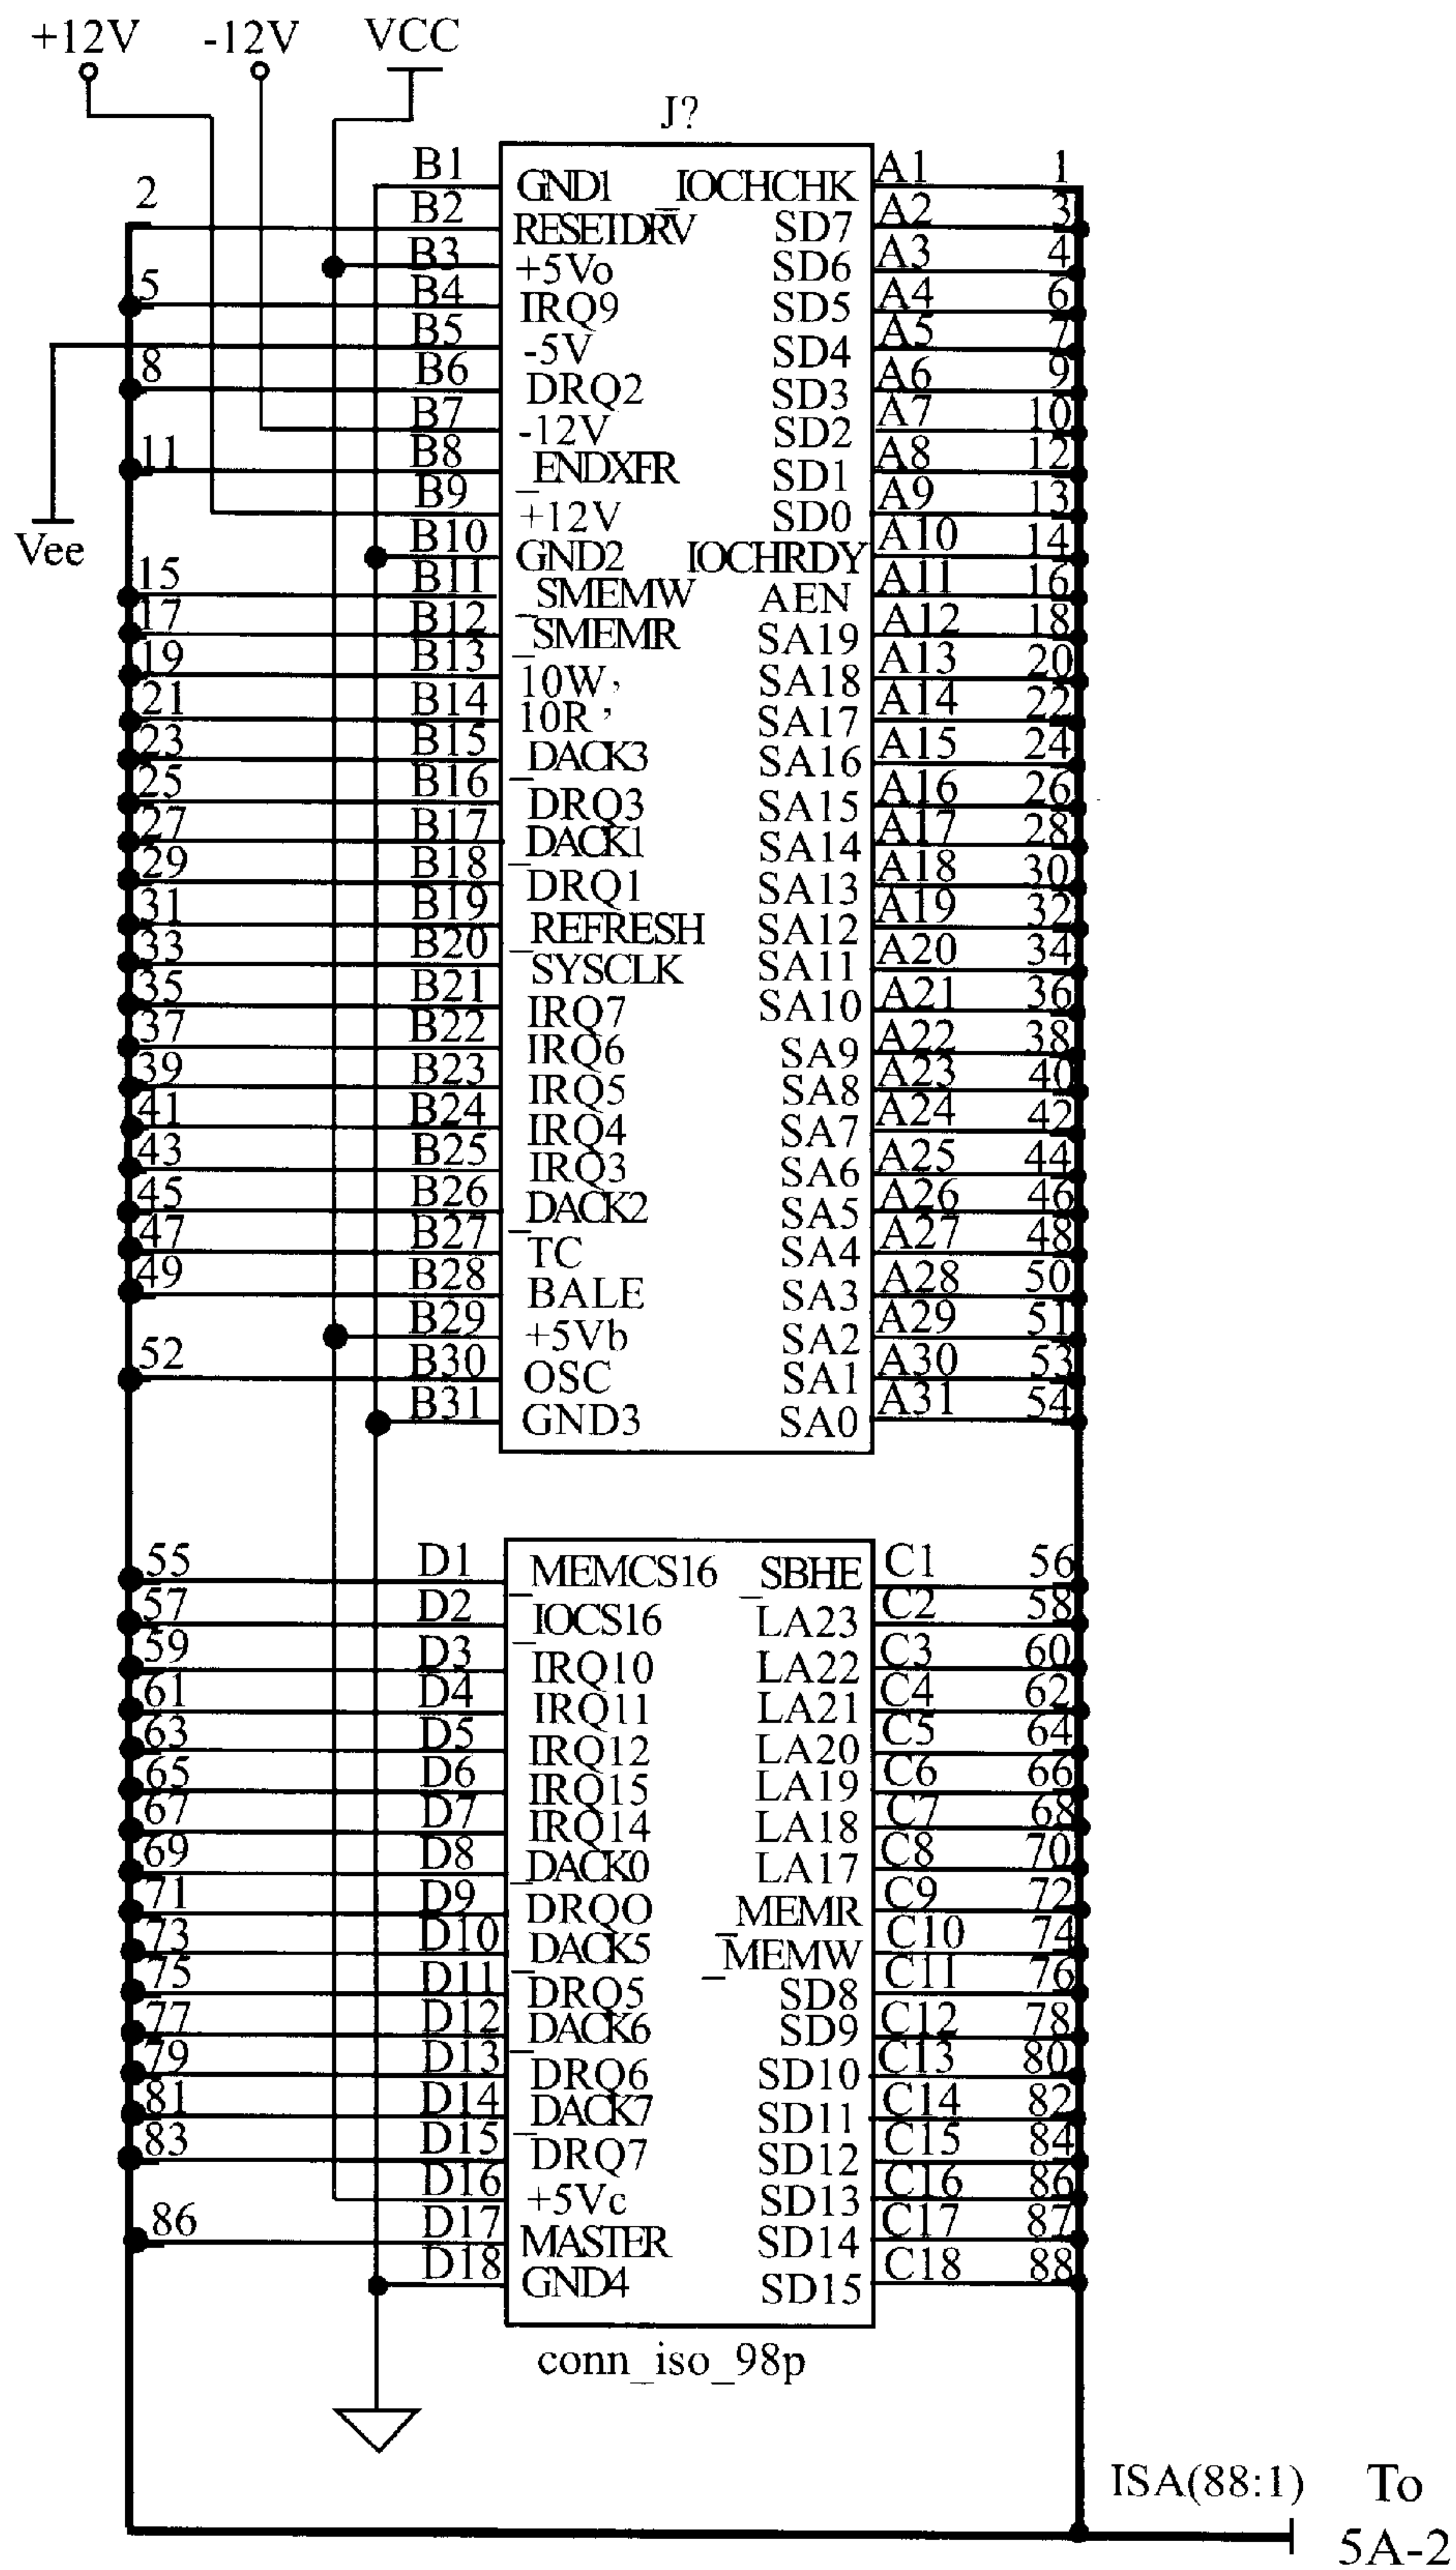 +12V -12V VCC
J?
2 B1 GND1 _IOCHCHK A1 1
B2 RESETDRV SD7 A2 3
B3 +5Vo SD6 A3 4
5 B4 IRQ9 SD5 A4 6
B5 -5V SD4 A5 7
8 B6 DRQ2 SD3 A6 9
B7 -12V SD2 A7 10
11 B8 _ENDXFR SD1 A8 12
B9 +12V SD0 A9 13
Vee B10 GND2 IOCHRDY A10 14
15 B11 _SMEMW AEN A11 16
17 B12 _SMEMR SA19 A12 18
19 B13 10W, SA18 A13 20
21 B14 10R, SA17 A14 22
23 B15 _DACK3 SA16 A15 24
25 B16 DRQ3 SA15 A16 26
27 B17 _DACK1 SA14 A17 28
29 B18 DRQ1 SA13 A18 30
31 B19 _REFRESH SA12 A19 32
33 B20 SYSCLK SA11 A20 34
35 B21 IRQ7 SA10 A21 36
37 B22 IRQ6 SA9 A22 38
39 B23 IRQ5 SA8 A23 40
41 B24 IRQ4 SA7 A24 42
43 B25 IRQ3 SA6 A25 44
45 B26 _DACK2 SA5 A26 46
47 B27 TC SA4 A27 48
49 B28 BALE SA3 A28 50
B29 +5Vb SA2 A29 51
52 B30 OSC SA1 A30 53
B31 GND3 SA0 A31 54
55 D1 _MEMCS16 _SBHE C1 56
57 D2 _IOCS16 LA23 C2 58
59 D3 IRQ10 LA22 C3 60
61 D4 IRQ11 LA21 C4 62
63 D5 IRQ12 LA20 C5 64
65 D6 IRQ15 LA19 C6 66
67 D7 IRQ14 LA18 C7 68
69 D8 _DACK0 LA17 C8 70
71 D9 DRQO _MEMR C9 72
73 D10 _DACK5 _MEMW C10 74
75 D11 DRQ5 SD8 C11 76
77 D12 _DACK6 SD9 C12 78
79 D13 DRQ6 SD10 C13 80
81 D14 _DACK7 SD11 C14 82
83 D15 DRQ7 SD12 C15 84
D16 +5Vc SD13 C16 86
86 D17 MASTER SD14 C17 87
D18 GND4 SD15 C18 88
conn_iso_98p
ISA(88:1) To
5A-2